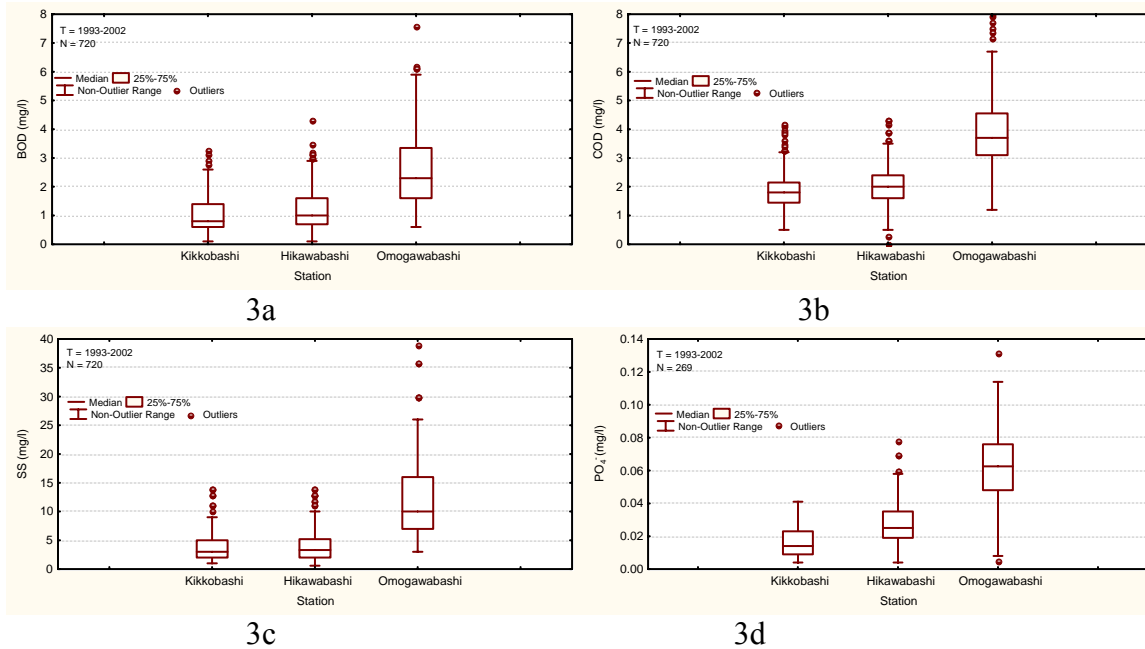 T = 1993-2002
N = 720
Median 25%-75%
Non-Outlier Range Outliers
BOD (mg/l)
8
7
6
5
4
3
2
1
0
Kikkobashi Hikawabashi Omogawabashi
Station
3a
T = 1993-2002
N = 720
Median 25%-75%
Non-Outlier Range Outliers
COD (mg/l)
8
7
6
5
4
3
2
1
0
Kikkobashi Hikawabashi Omogawabashi
Station
3b
T = 1993-2002
N = 720
Median 25%-75%
Non-Outlier Range Outliers
SS (mg/l)
40
35
30
25
20
15
10
5
0
Kikkobashi Hikawabashi Omogawabashi
Station
3c
T = 1993-2002
N = 269
Median 25%-75%
Non-Outlier Range Outliers
PO₄⁻ (mg/l)
0.14
0.12
0.10
0.08
0.06
0.04
0.02
0.00
Kikkobashi Hikawabashi Omogawabashi
Station
3d